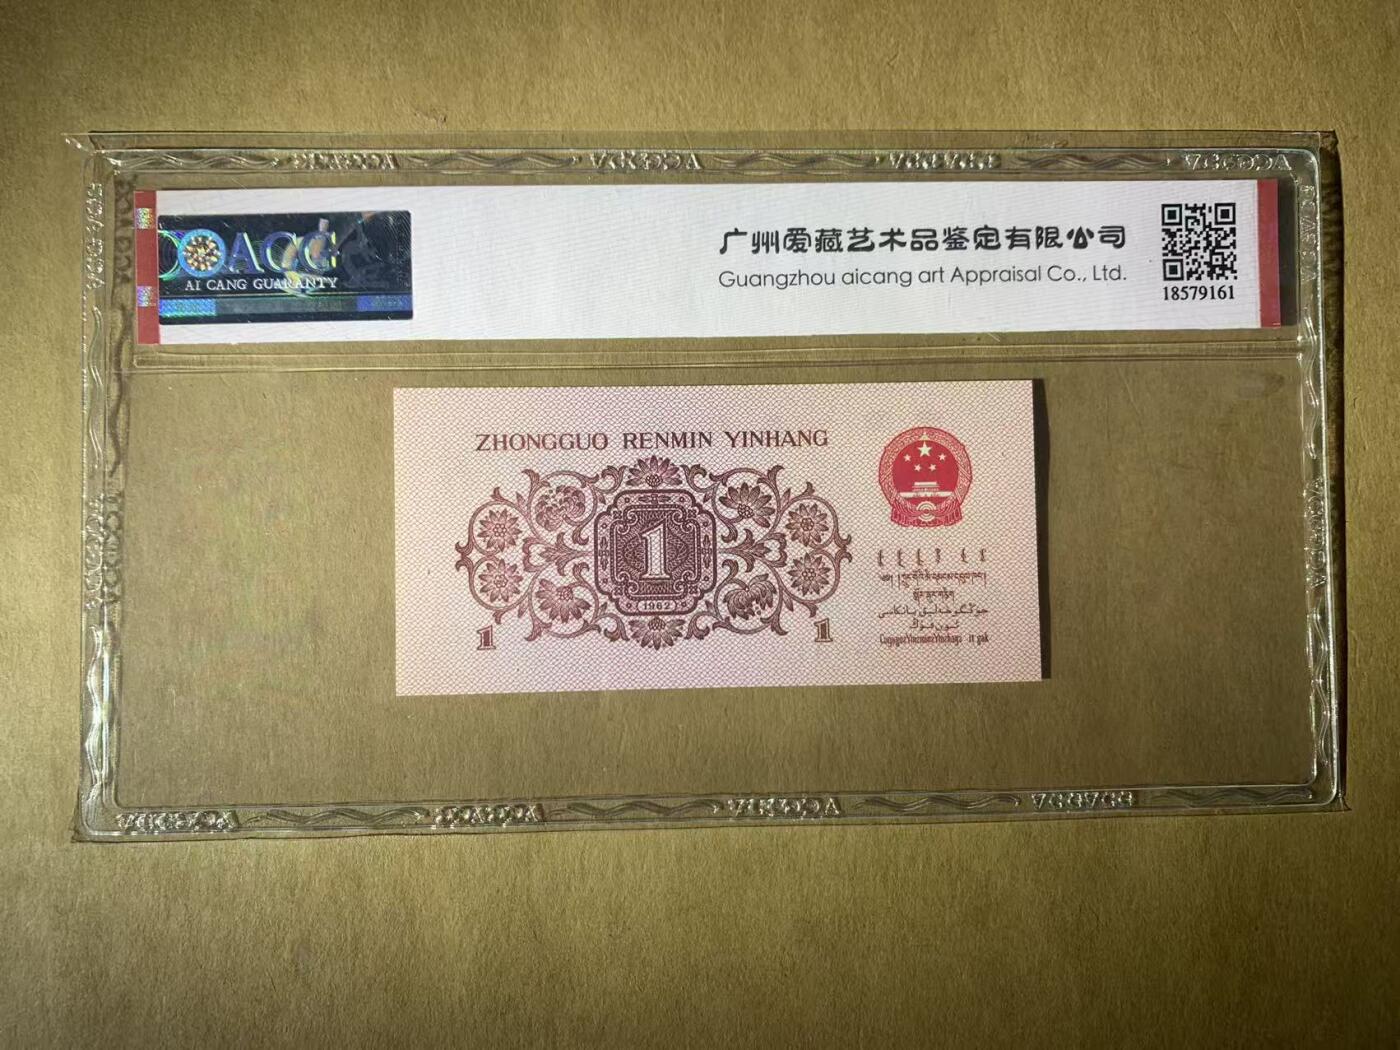 ACG
AI CANG GUARANTY
广州爱藏艺术品鉴定有限公司
Guangzhou aicang art Appraisal Co., Ltd.
18579161
ZHONGGUO RENMIN YINHANG
1
(1962)
1
1